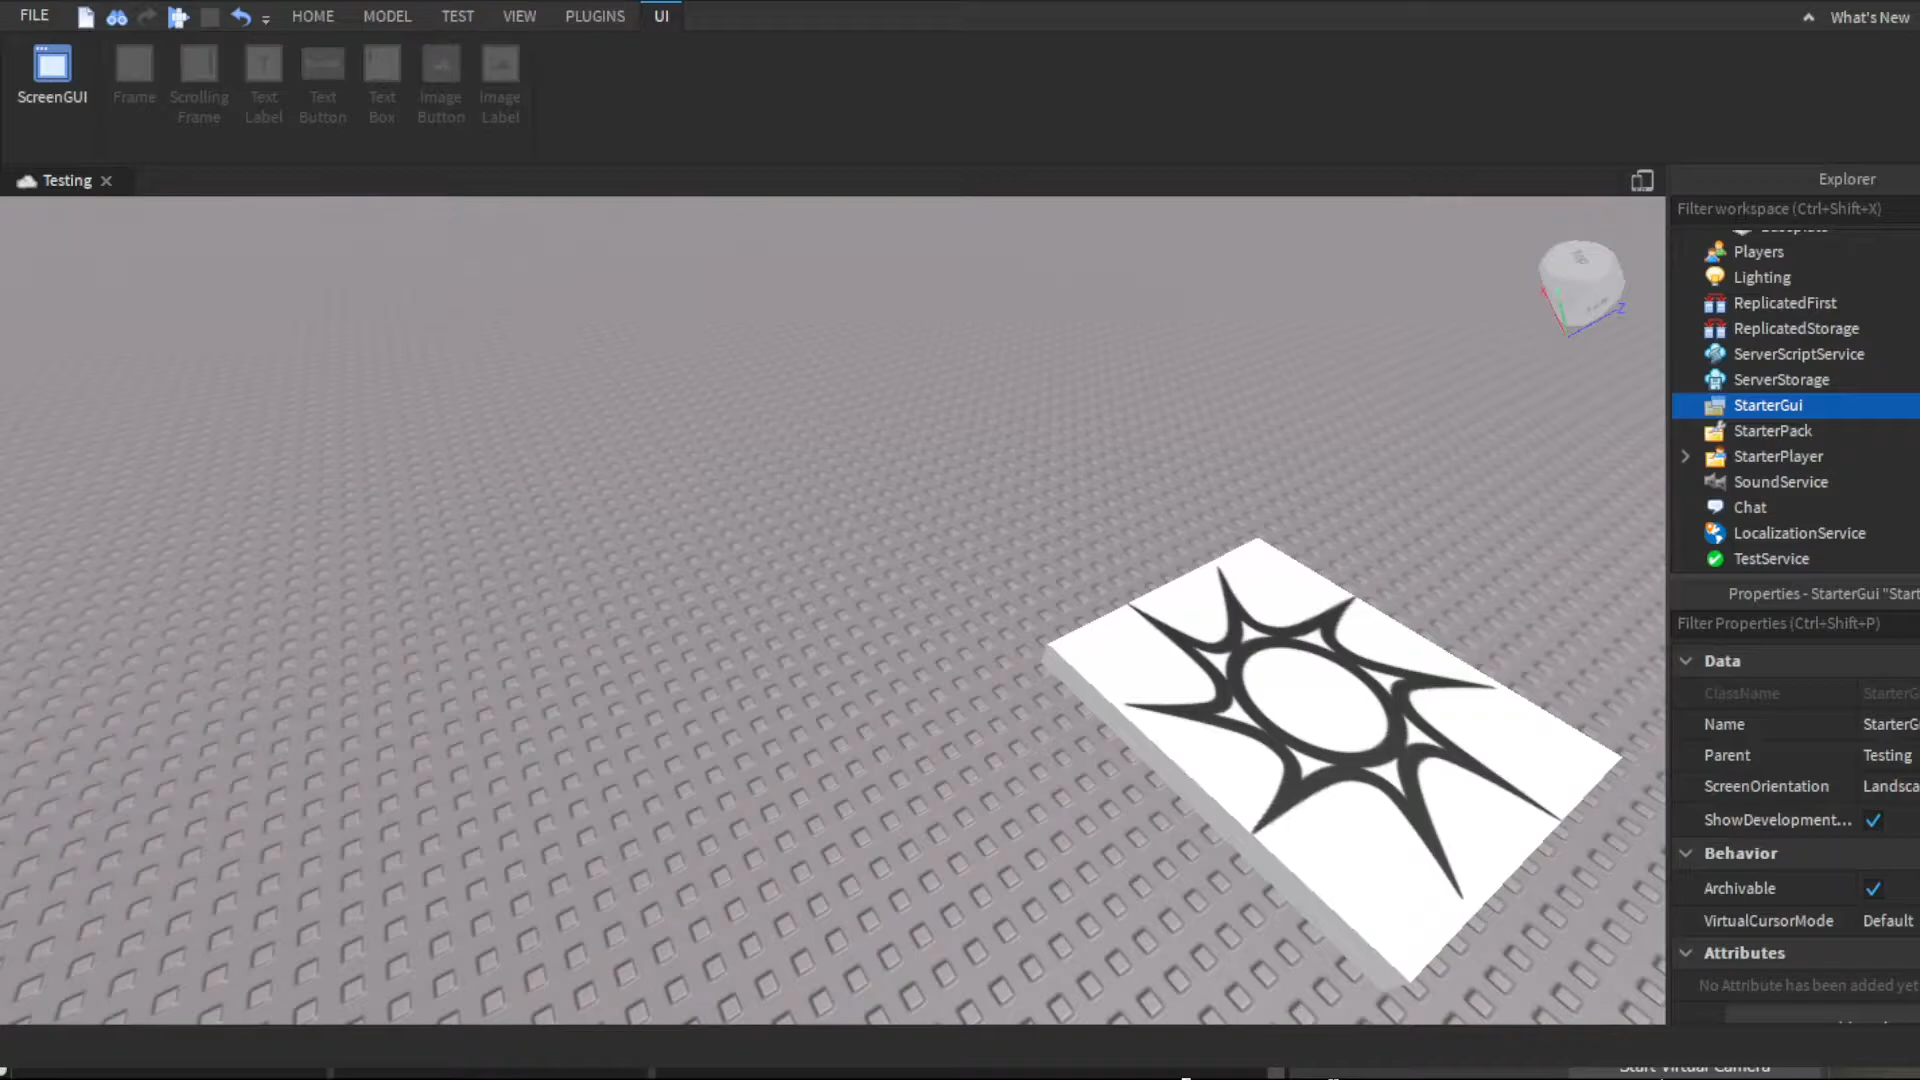 FILE HOME MODEL TEST VIEW PLUGINS UI What's New
ScreenGUI Frame Scrolling Frame Text Label Text Button Text Box Image Button Image Label
Testing
Explorer
Filter workspace (Ctrl+Shift+X)
Players
Lighting
ReplicatedFirst
ReplicatedStorage
ServerScriptService
ServerStorage
StarterGui
StarterPack
StarterPlayer
SoundService
Chat
LocalizationService
TestService
Properties - StarterGui "Start
Filter Properties (Ctrl+Shift+P)
Data
ClassName StarterG
Name StarterG
Parent Testing
ScreenOrientation Landsca
ShowDevelopment...
Behavior
Archivable
VirtualCursorMode Default
Attributes
No Attribute has been added yet
Start Virtual Camera